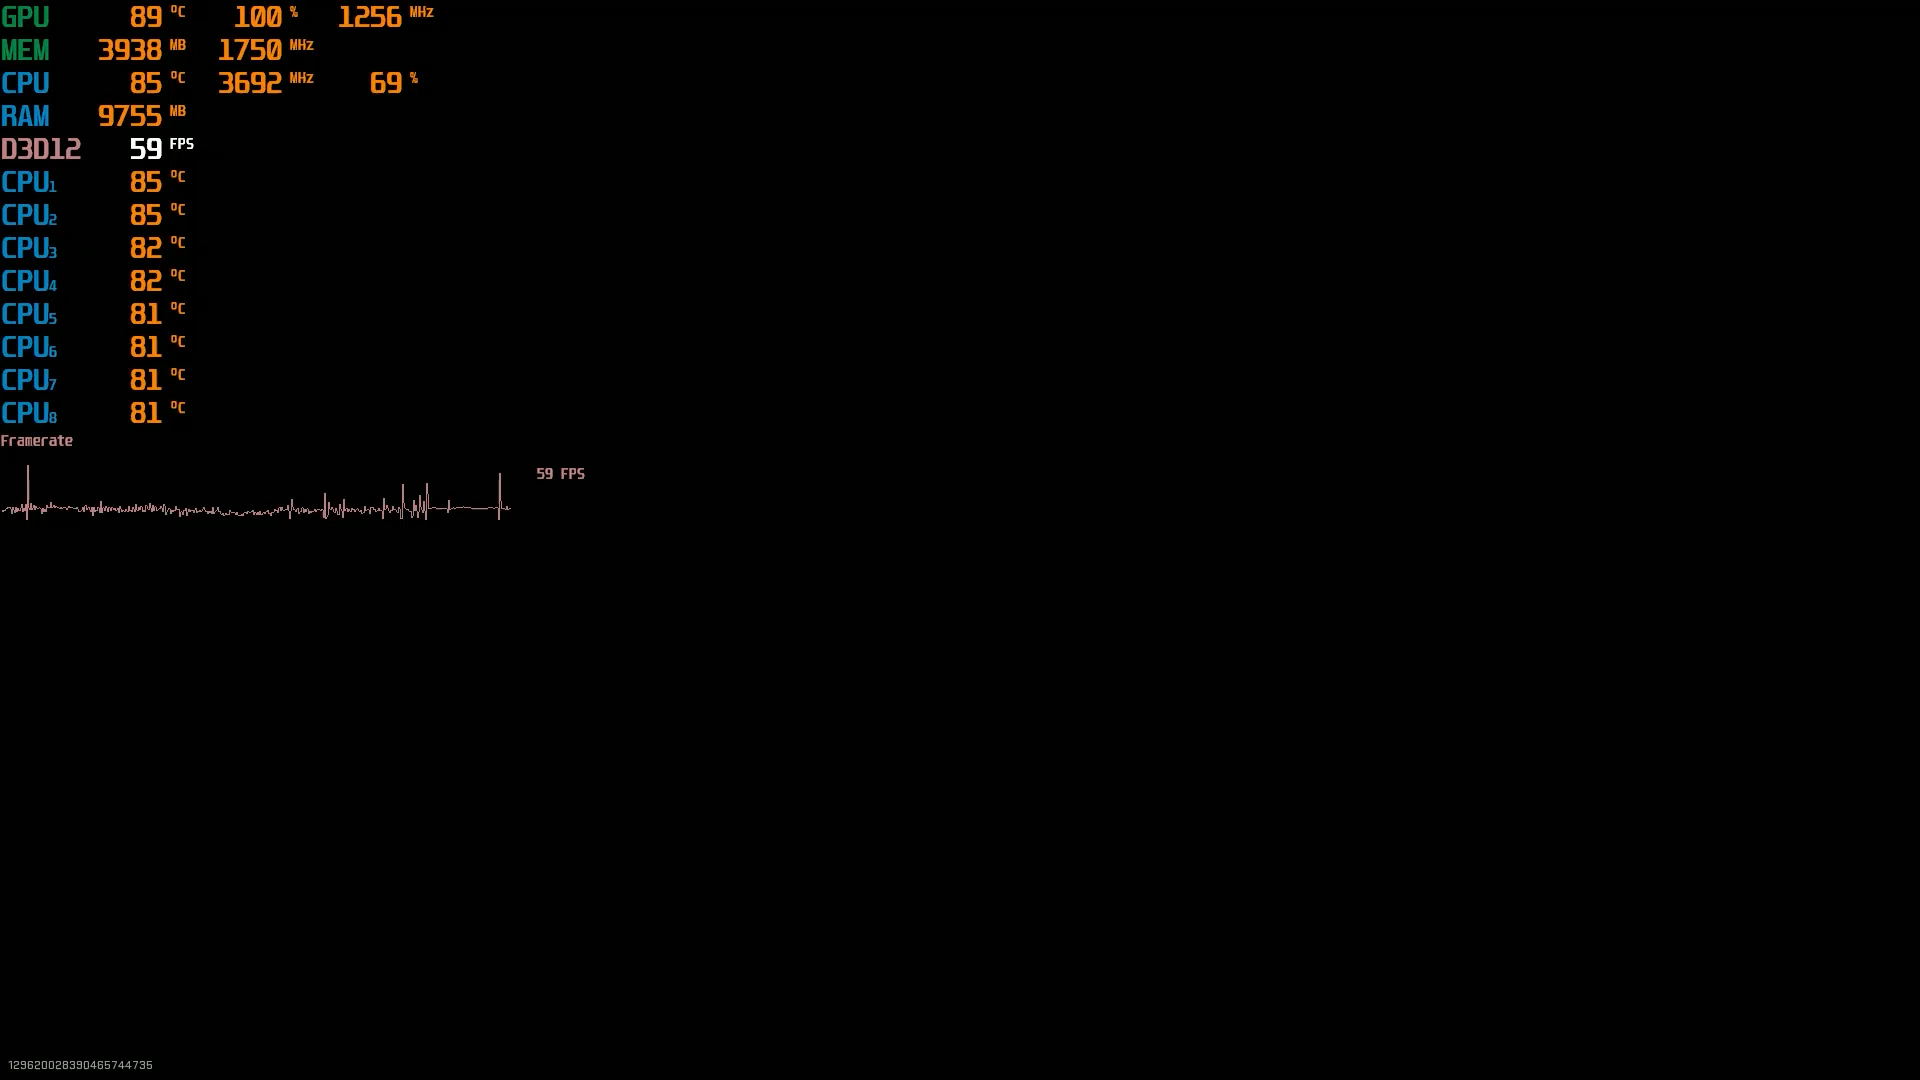 GPU 89 °C 100 % 1256 MHz
MEM 3938 MB 1750 MHz
CPU 85 °C 3692 MHz 69 %
RAM 9755 MB
D3D12 59 FPS
CPU1 85 °C
CPU2 85 °C
CPU3 82 °C
CPU4 82 °C
CPU5 81 °C
CPU6 81 °C
CPU7 81 °C
CPU8 81 °C
Framerate
59 FPS
129620028390465744735